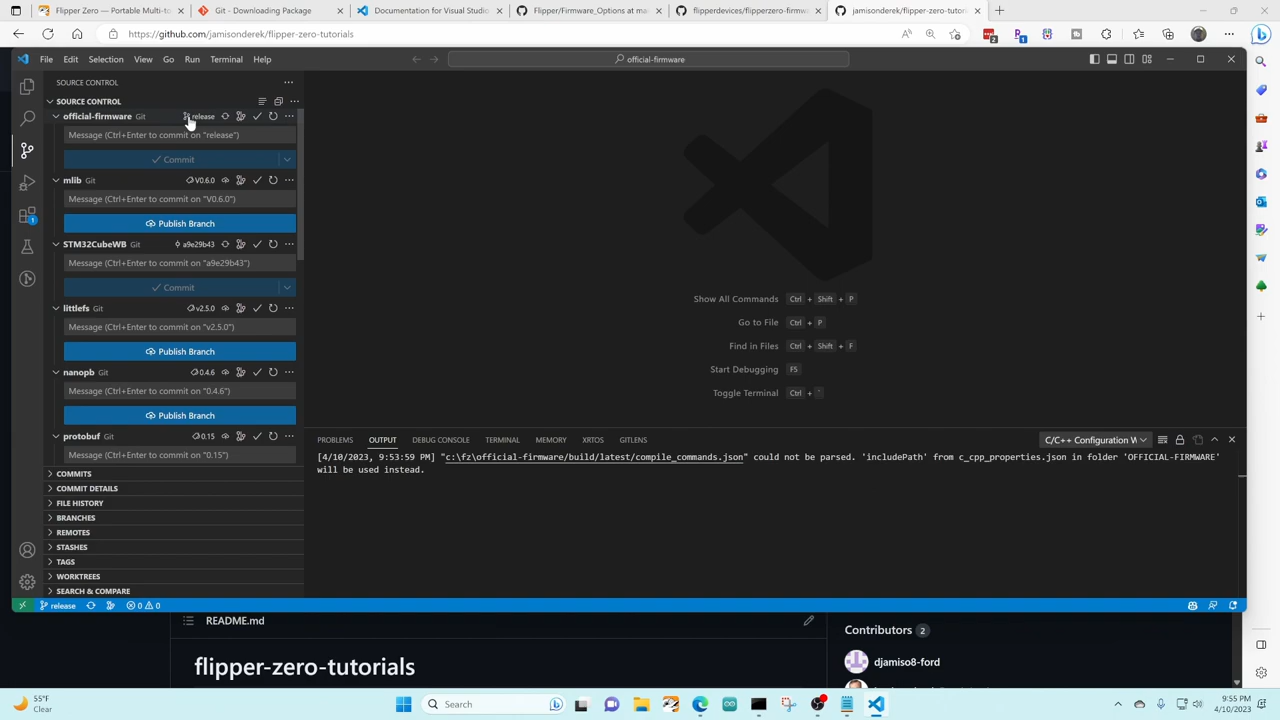 Flipper Zero — Portable Multi-to
Git - Downloading Package
Documentation for Visual Studio
Flipper/Firmware_Options at ma
flipperdevices/flipperzero-firmw
jamisonderek/flipper-zero-tutoria
https://github.com/jamisonderek/flipper-zero-tutorials
File Edit Selection View Go Run Terminal Help
official-firmware
SOURCE CONTROL
SOURCE CONTROL
official-firmware Git release
Message (Ctrl+Enter to commit on "release")
Commit
mlib Git V0.6.0
Message (Ctrl+Enter to commit on "V0.6.0")
Publish Branch
STM32CubeWB Git a9e29b43
Message (Ctrl+Enter to commit on "a9e29b43")
Commit
littlefs Git v2.5.0
Message (Ctrl+Enter to commit on "v2.5.0")
Publish Branch
nanopb Git 0.4.6
Message (Ctrl+Enter to commit on "0.4.6")
Publish Branch
protobuf Git 0.15
Message (Ctrl+Enter to commit on "0.15")
COMMITS
COMMIT DETAILS
FILE HISTORY
BRANCHES
REMOTES
STASHES
TAGS
WORKTREES
SEARCH & COMPARE
Show All Commands Ctrl + Shift + P
Go to File Ctrl + P
Find in Files Ctrl + Shift + F
Start Debugging F5
Toggle Terminal Ctrl + `
PROBLEMS OUTPUT DEBUG CONSOLE TERMINAL MEMORY XRTOS GITLENS
C/C++ Configuration W
[4/10/2023, 9:53:59 PM] "c:\fz\official-firmware/build/latest/compile_commands.json" could not be parsed. 'includePath' from c_cpp_properties.json in folder 'OFFICIAL-FIRMWARE'
will be used instead.
release 0 0
README.md
flipper-zero-tutorials
Contributors 2
djamiso8-ford
55°F
Clear
Search
9:55 PM
4/10/2023